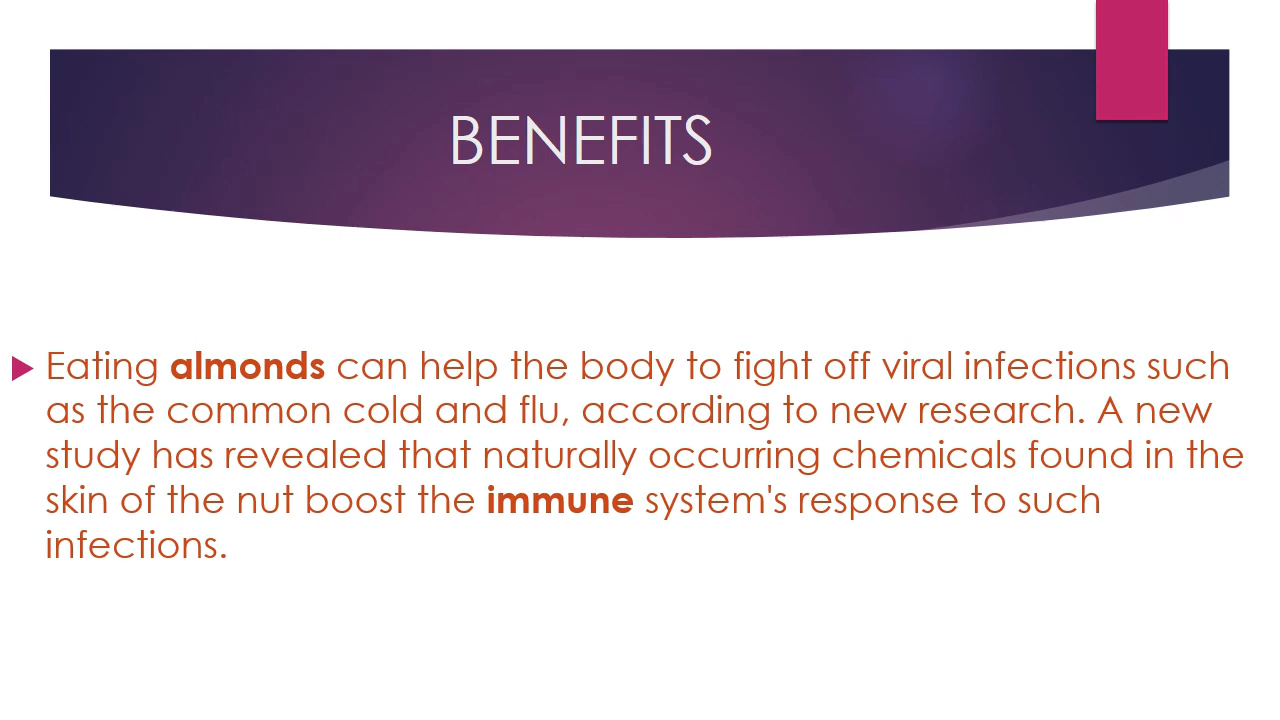 BENEFITS
Eating almonds can help the body to fight off viral infections such
as the common cold and flu, according to new research. A new
study has revealed that naturally occurring chemicals found in the
skin of the nut boost the immune system's response to such
infections.